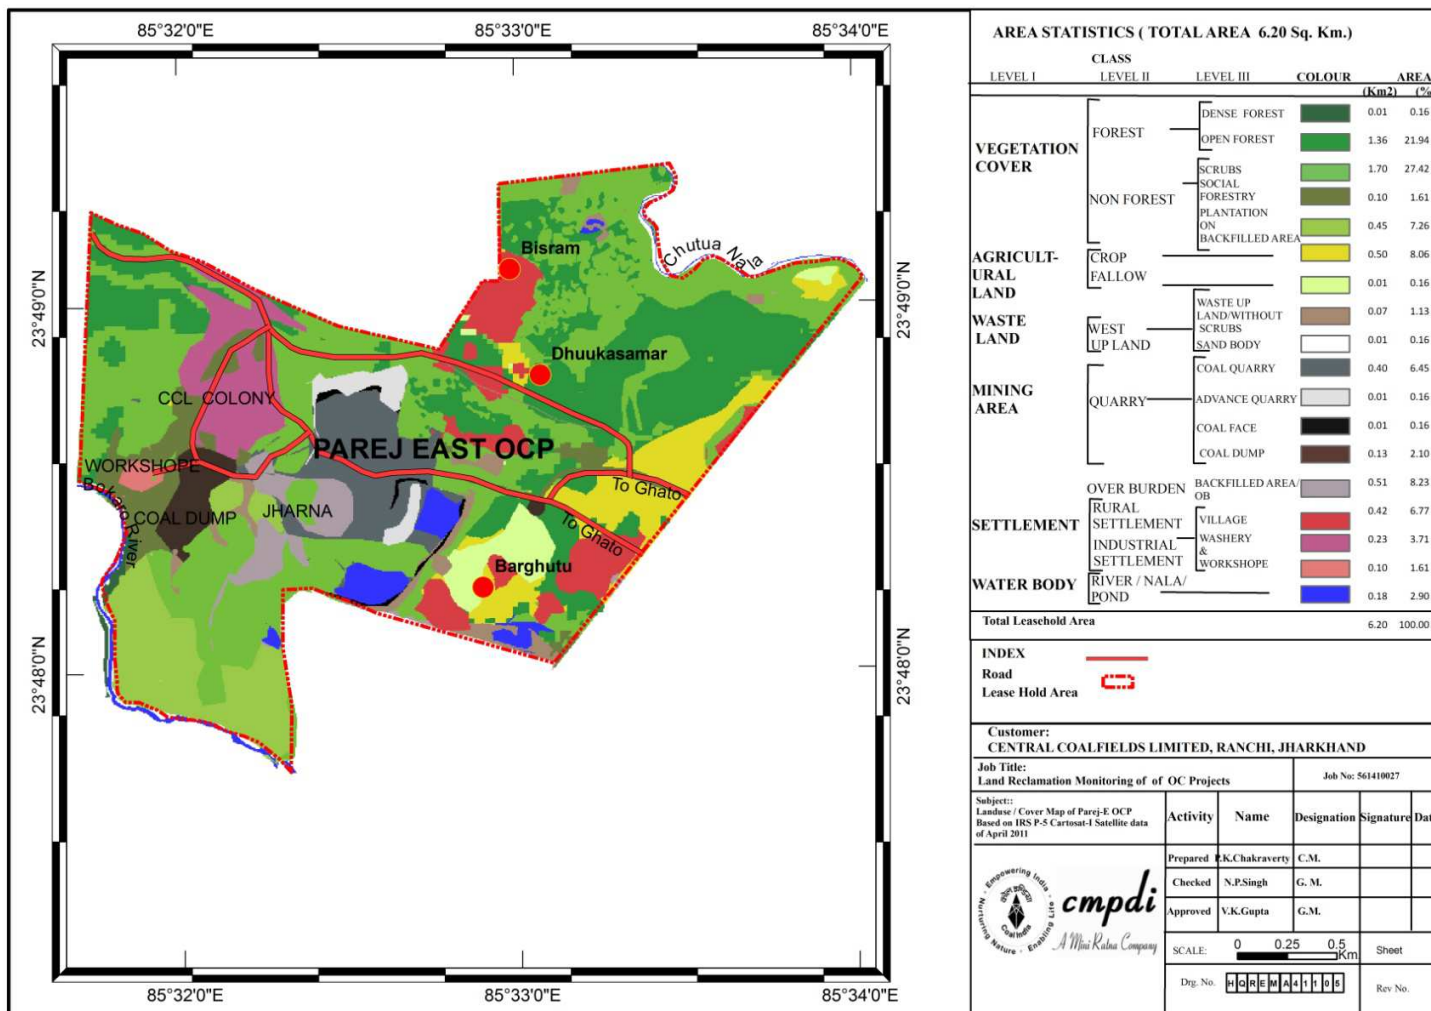 85°32'0"E
85°33'0"E
85°34'0"E
23°49'0"N
23°49'0"N
23°48'0"N
23°48'0"N
Bisram
Chutua Nala
Dhuukasamar
CCL COLONY
PAREJ EAST OCP
WORKSHOPE
Bokaro River
COAL DUMP
JHARNA
To Ghato
To Ghato
Barghutu
85°32'0"E
85°33'0"E
85°34'0"E
AREA STATISTICS ( TOTAL AREA 6.20 Sq. Km.)
CLASS
LEVEL I LEVEL II LEVEL III COLOUR AREA
(Km2) (%
VEGETATION
COVER
FOREST
DENSE FOREST 0.01 0.16
OPEN FOREST 1.36 21.94
NON FOREST
SCRUBS 1.70 27.42
SOCIAL
FORESTRY 0.10 1.61
PLANTATION
ON
BACKFILLED AREA 0.45 7.26
AGRICULT-
URAL
LAND
CROP 0.50 8.06
FALLOW 0.01 0.16
WASTE
LAND
WEST
UP LAND
WASTE UP
LAND/WITHOUT
SCRUBS 0.07 1.13
SAND BODY 0.01 0.16
MINING
AREA
QUARRY
COAL QUARRY 0.40 6.45
ADVANCE QUARRY 0.01 0.16
COAL FACE 0.01 0.16
COAL DUMP 0.13 2.10
OVER BURDEN
BACKFILLED AREA/
OB 0.51 8.23
SETTLEMENT
RURAL
SETTLEMENT
INDUSTRIAL
SETTLEMENT
VILLAGE 0.42 6.77
WASHERY 0.23 3.71
&
WORKSHOPE 0.10 1.61
WATER BODY
RIVER / NALA/
POND 0.18 2.90
Total Leasehold Area 6.20 100.00
INDEX
Road
Lease Hold Area
Customer:
CENTRAL COALFIELDS LIMITED, RANCHI, JHARKHAND
Job Title:
Land Reclamation Monitoring of of OC Projects
Job No: 561410027
Subject::
Landuse / Cover Map of Parej-E OCP
Based on IRS P-5 Cartosat-I Satellite data
of April 2011
Activity Name Designation Signature Dat
Prepared P.K.Chakraverty C.M.
Checked N.P.Singh G. M.
Approved V.K.Gupta G.M.
Empowering India
Nurturing Nature
Enabling Life
Coal India
cmpdi
A Mini Ratna Company
SCALE: 0 0.25 0.5 Km
Sheet
Drg. No. HQREMA41105
Rev No.